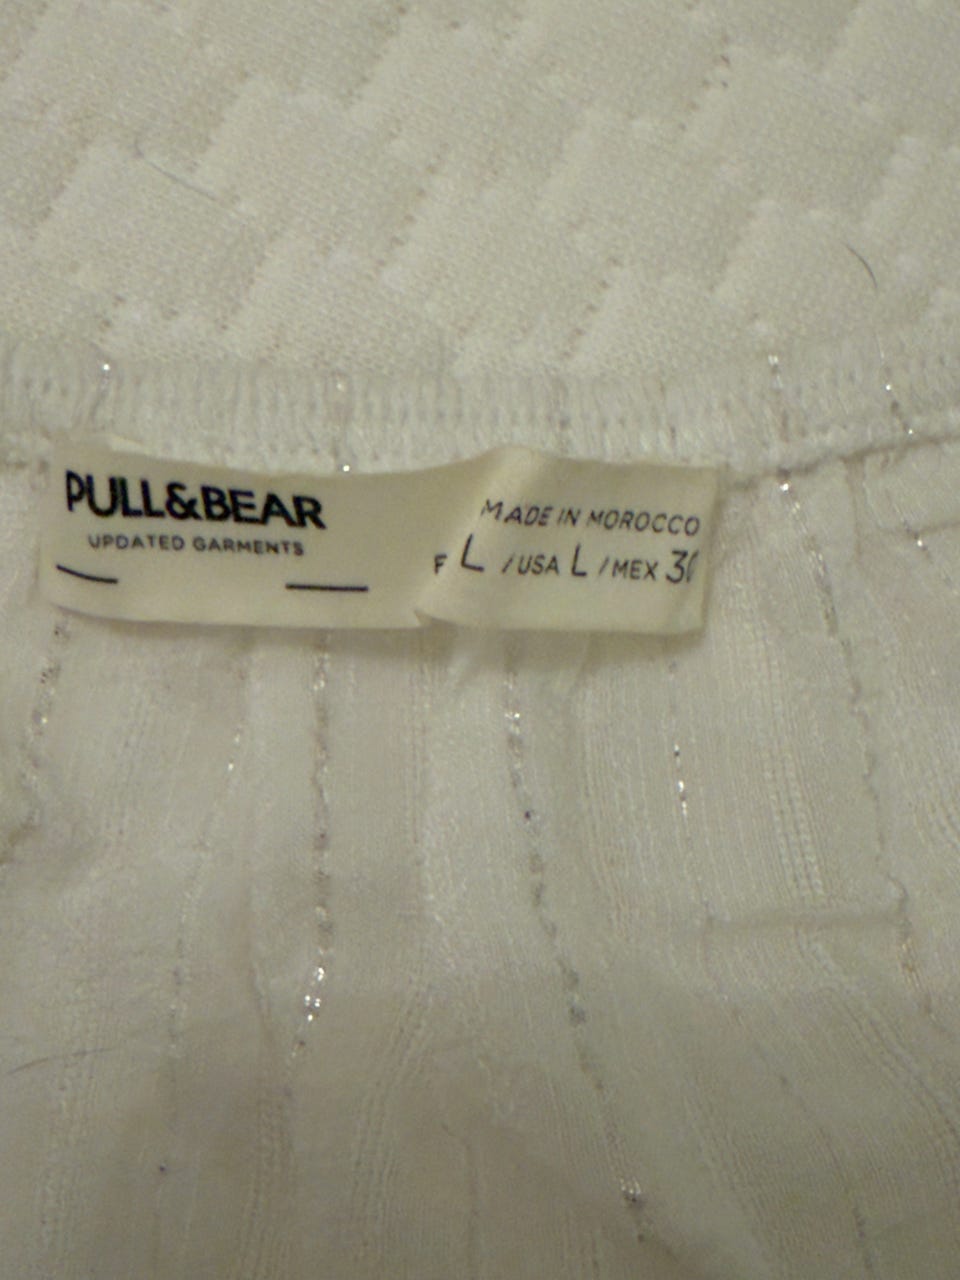 PULL&BEAR
UPDATED GARMENTS
MADE IN MOROCCO
L / USA L / MEX